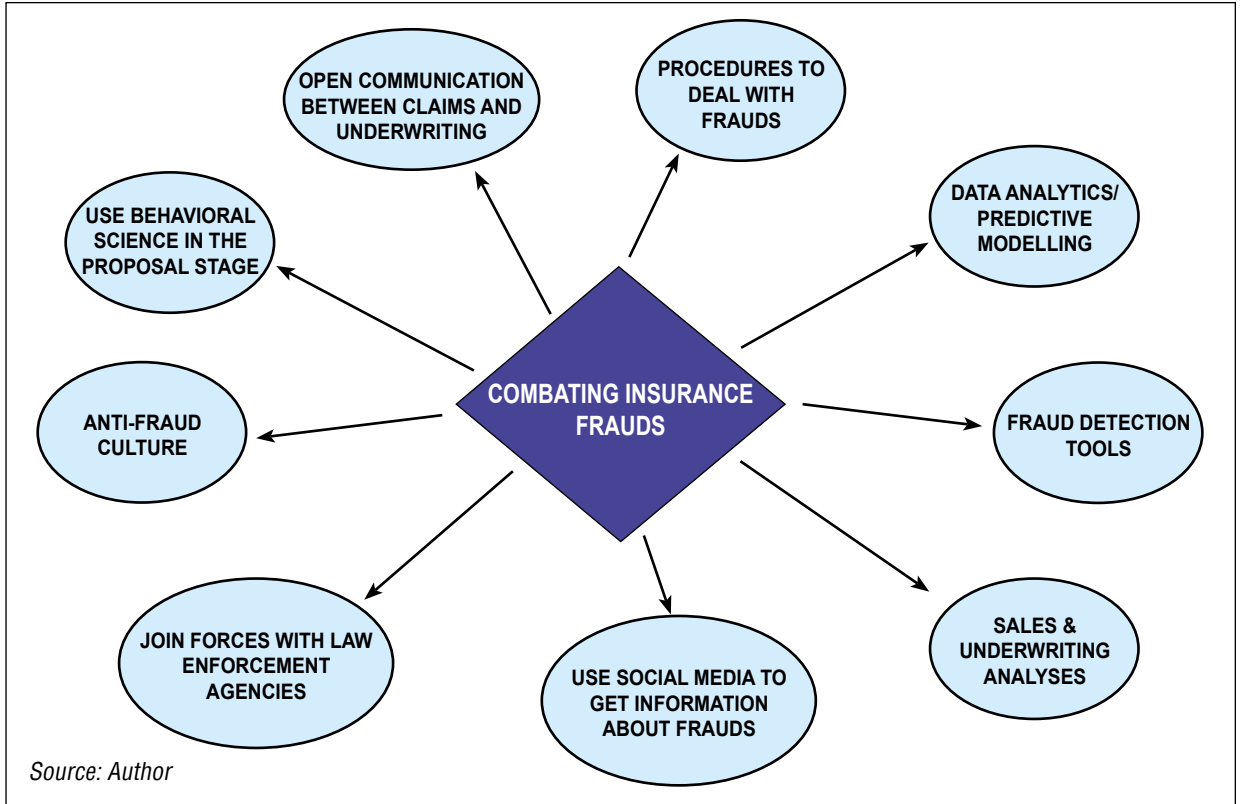 OPEN COMMUNICATION
BETWEEN CLAIMS AND
UNDERWRITING
PROCEDURES TO
DEAL WITH
FRAUDS
USE BEHAVIORAL
SCIENCE IN THE
PROPOSAL STAGE
DATA ANALYTICS/
PREDICTIVE
MODELLING
COMBATING INSURANCE
FRAUDS
ANTI-FRAUD
CULTURE
FRAUD DETECTION
TOOLS
JOIN FORCES WITH LAW
ENFORCEMENT
AGENCIES
USE SOCIAL MEDIA TO
GET INFORMATION
ABOUT FRAUDS
SALES &
UNDERWRITING
ANALYSES
Source: Author